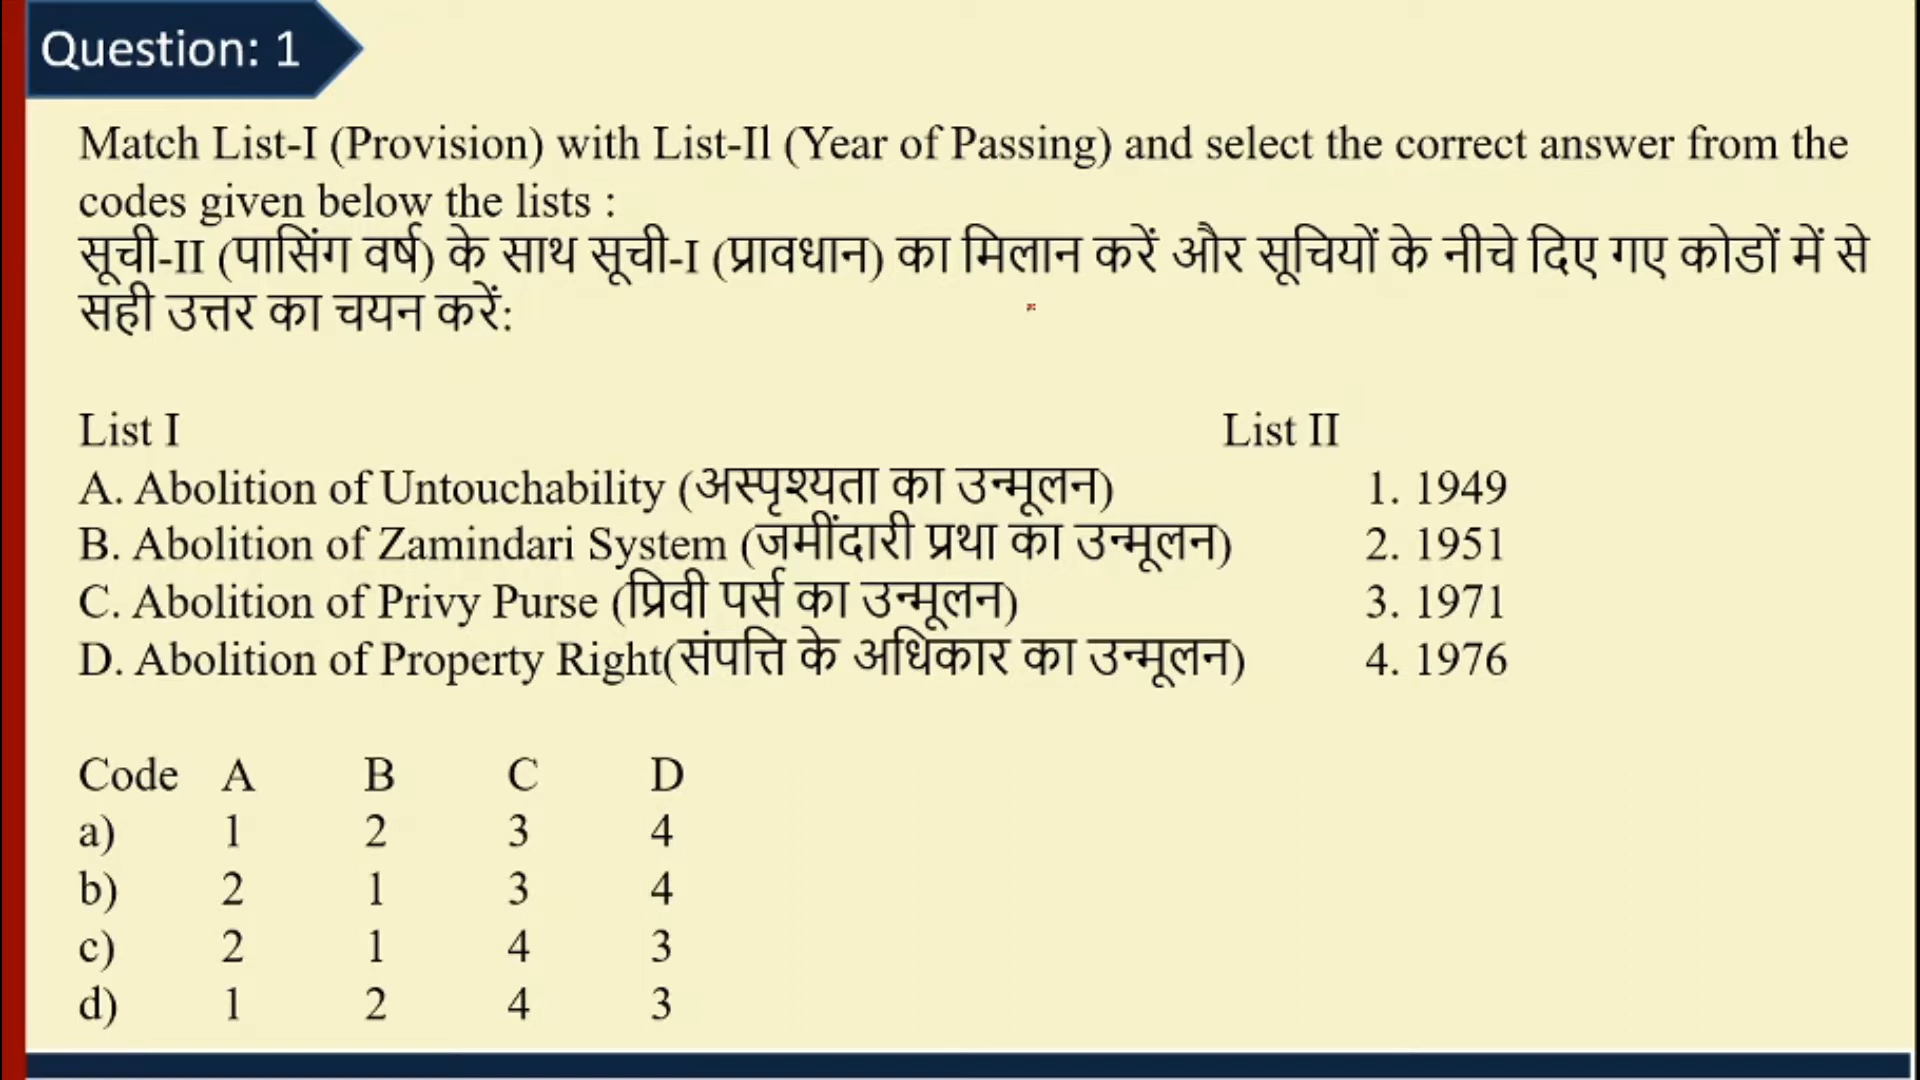 Question: 1
Match List-I (Provision) with List-Il (Year of Passing) and select the correct answer from the
codes given below the lists :
सूची-II (पासिंग वर्ष) के साथ सूची-I (प्रावधान) का मिलान करें और सूचियों के नीचे दिए गए कोडों में से
सही उत्तर का चयन करें:
List I List II
A. Abolition of Untouchability (अस्पृश्यता का उन्मूलन) 1. 1949
B. Abolition of Zamindari System (जमींदारी प्रथा का उन्मूलन) 2. 1951
C. Abolition of Privy Purse (प्रिवी पर्स का उन्मूलन) 3. 1971
D. Abolition of Property Right(संपत्ति के अधिकार का उन्मूलन) 4. 1976
Code A B C D
a) 1 2 3 4
b) 2 1 3 4
c) 2 1 4 3
d) 1 2 4 3